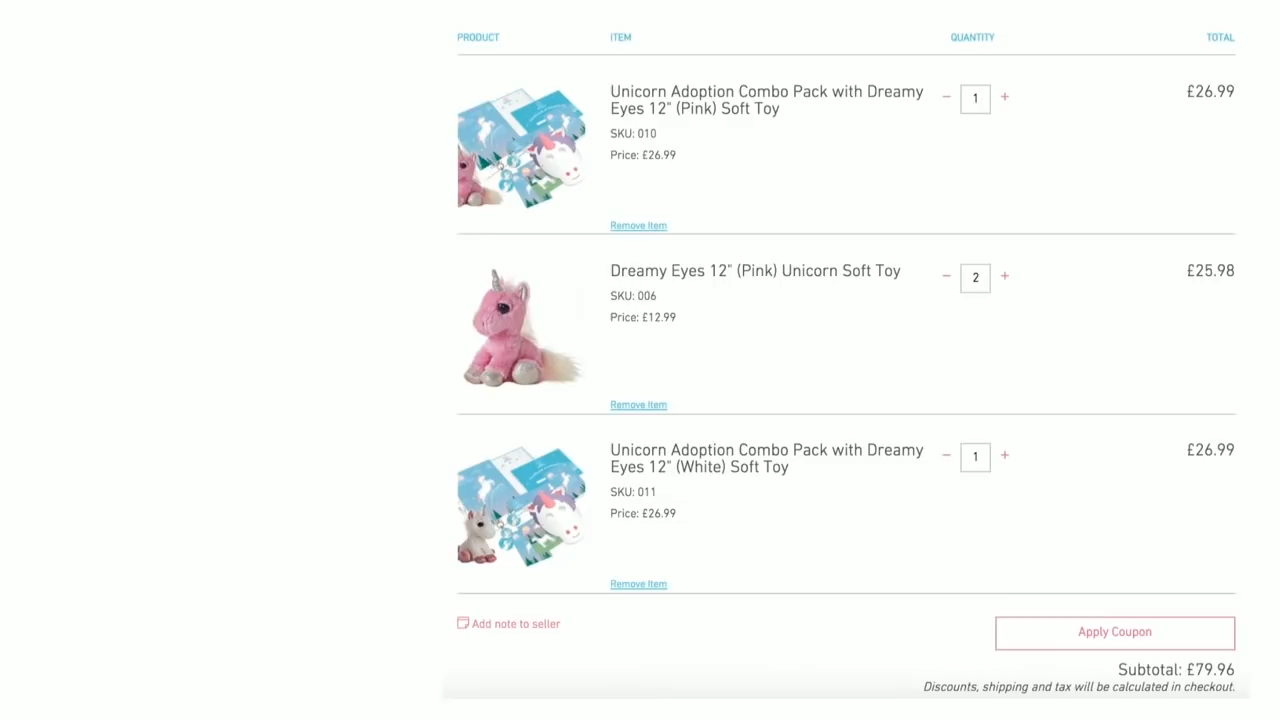 PRODUCT ITEM QUANTITY TOTAL
Unicorn Adoption Combo Pack with Dreamy
Eyes 12" (Pink) Soft Toy
− 1 +
£26.99
SKU: 010
Price: £26.99
Remove Item
Dreamy Eyes 12" (Pink) Unicorn Soft Toy
− 2 +
£25.98
SKU: 006
Price: £12.99
Remove Item
Unicorn Adoption Combo Pack with Dreamy
Eyes 12" (White) Soft Toy
− 1 +
£26.99
SKU: 011
Price: £26.99
Remove Item
Add note to seller
Apply Coupon
Subtotal: £79.96
Discounts, shipping and tax will be calculated in checkout.